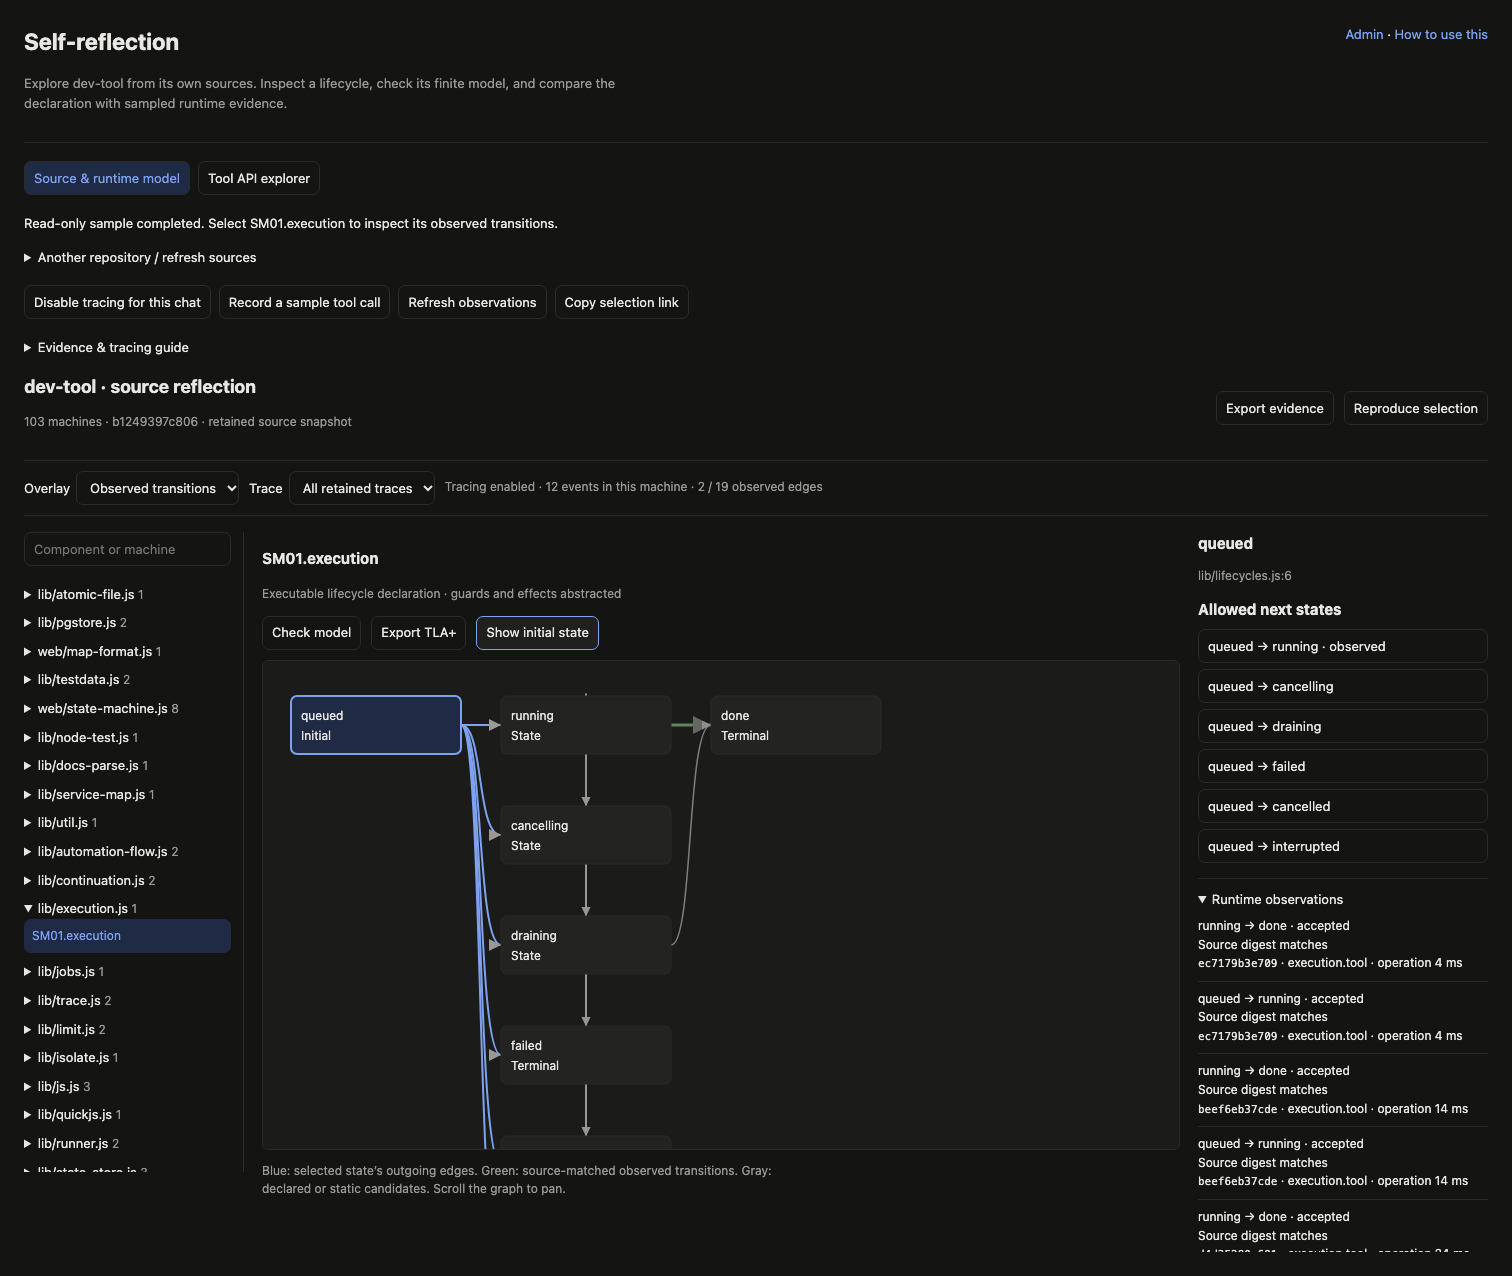 Self-reflection
Admin · How to use this
Explore dev-tool from its own sources. Inspect a lifecycle, check its finite model, and compare the
declaration with sampled runtime evidence.
Source & runtime model
Tool API explorer
Read-only sample completed. Select SM01.execution to inspect its observed transitions.
Another repository / refresh sources
Disable tracing for this chat
Record a sample tool call
Refresh observations
Copy selection link
Evidence & tracing guide
dev-tool · source reflection
103 machines · b1249397c806 · retained source snapshot
Export evidence
Reproduce selection
Overlay
Observed transitions
Trace
All retained traces
Tracing enabled · 12 events in this machine · 2 / 19 observed edges
Component or machine
lib/atomic-file.js 1
lib/pgstore.js 2
web/map-format.js 1
lib/testdata.js 2
web/state-machine.js 8
lib/node-test.js 1
lib/docs-parse.js 1
lib/service-map.js 1
lib/util.js 1
lib/automation-flow.js 2
lib/continuation.js 2
lib/execution.js 1
SM01.execution
lib/jobs.js 1
lib/trace.js 2
lib/limit.js 2
lib/isolate.js 1
lib/js.js 3
lib/quickjs.js 1
lib/runner.js 2
SM01.execution
Executable lifecycle declaration · guards and effects abstracted
Check model
Export TLA+
Show initial state
queued
Initial
running
State
done
Terminal
cancelling
State
draining
State
failed
Terminal
Blue: selected state's outgoing edges. Green: source-matched observed transitions. Gray:
declared or static candidates. Scroll the graph to pan.
queued
lib/lifecycles.js:6
Allowed next states
queued → running · observed
queued → cancelling
queued → draining
queued → failed
queued → cancelled
queued → interrupted
Runtime observations
running → done · accepted
Source digest matches
ec7179b3e709 · execution.tool · operation 4 ms
queued → running · accepted
Source digest matches
ec7179b3e709 · execution.tool · operation 4 ms
running → done · accepted
Source digest matches
beef6eb37cde · execution.tool · operation 14 ms
queued → running · accepted
Source digest matches
beef6eb37cde · execution.tool · operation 14 ms
running → done · accepted
Source digest matches